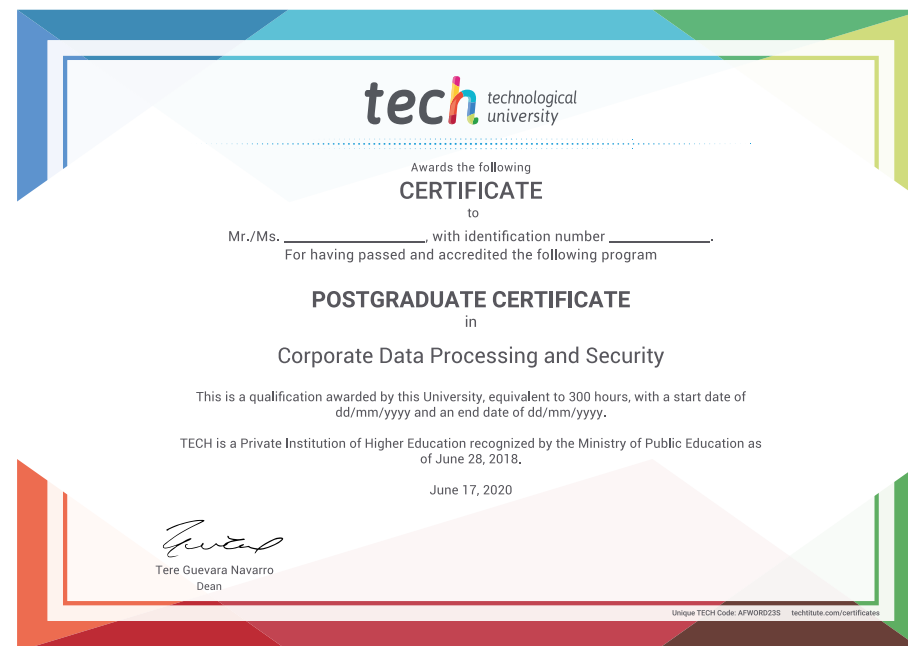 tech technological
university
Awards the following
CERTIFICATE
to
Mr./Ms. ____________________, with identification number ______________.
For having passed and accredited the following program
POSTGRADUATE CERTIFICATE
in
Corporate Data Processing and Security
This is a qualification awarded by this University, equivalent to 300 hours, with a start date of
dd/mm/yyyy and an end date of dd/mm/yyyy.
TECH is a Private Institution of Higher Education recognized by the Ministry of Public Education as
of June 28, 2018.
June 17, 2020
Tere Guevara Navarro
Dean
Unique TECH Code: AFWORD23S techtitute.com/certificates